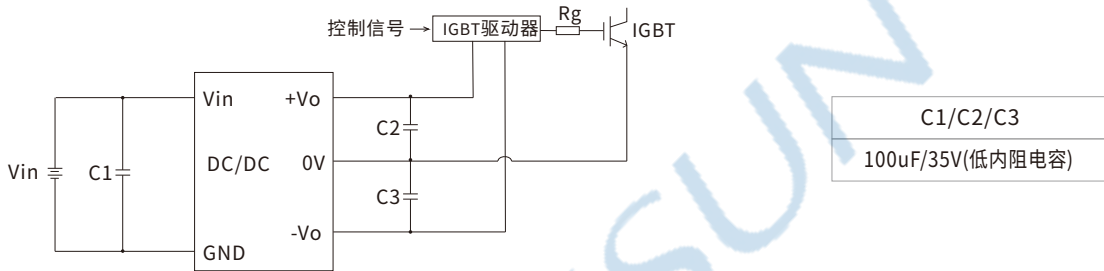 控制信号
IGBT驱动器
Rg
IGBT
Vin
+Vo
C2
DC/DC
0V
Vin
C1
C3
-Vo
GND
C1/C2/C3
100uF/35V(低内阻电容)
SUN